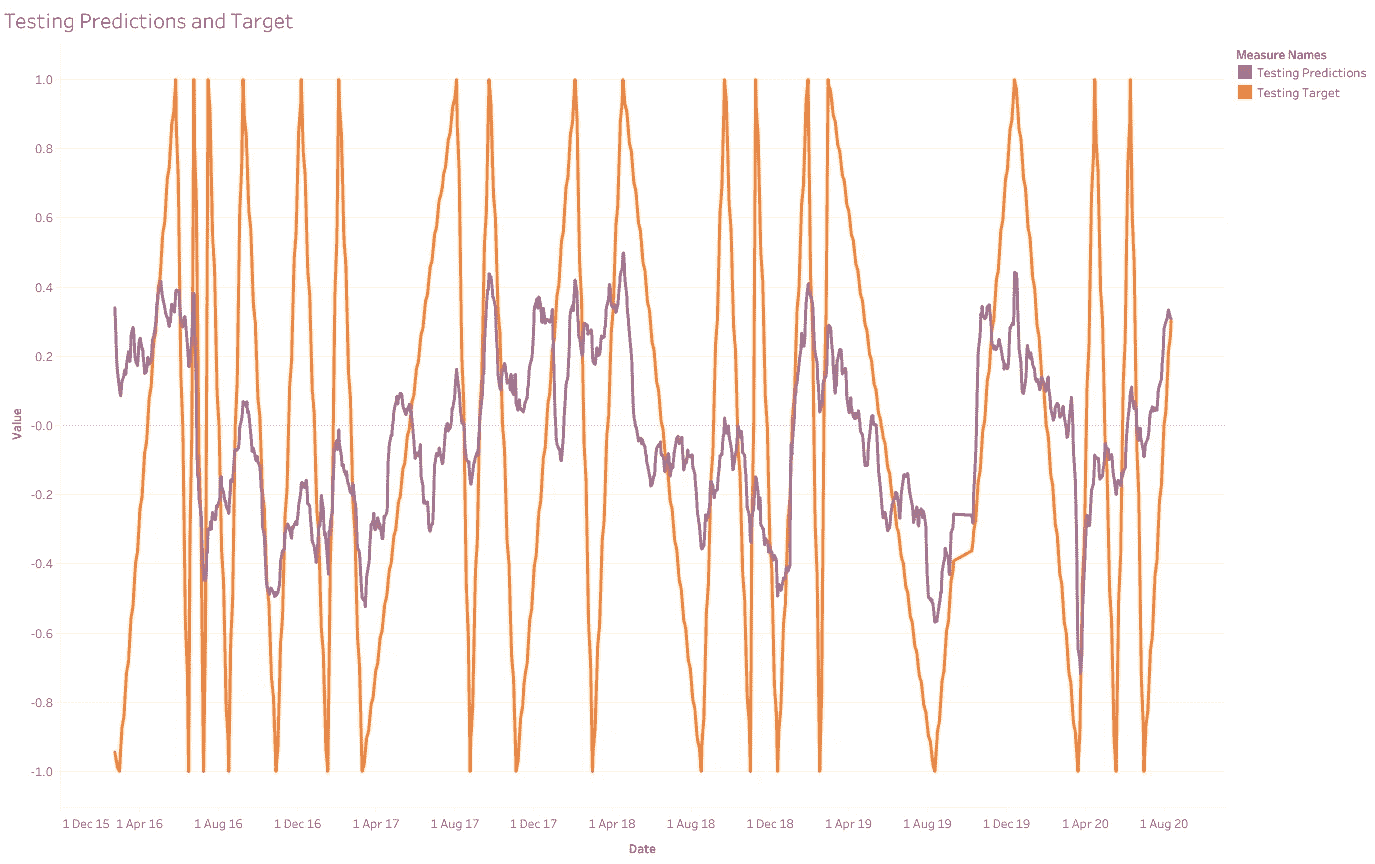 Testing Predictions and Target
Measure Names
Testing Predictions
Testing Target
1.0
0.8
0.6
0.4
0.2
-0.0
-0.2
-0.4
-0.6
-0.8
-1.0
Value
1 Dec 15 1 Apr 16 1 Aug 16 1 Dec 16 1 Apr 17 1 Aug 17 1 Dec 17 1 Apr 18 1 Aug 18 1 Dec 18 1 Apr 19 1 Aug 19 1 Dec 19 1 Apr 20 1 Aug 20
Date